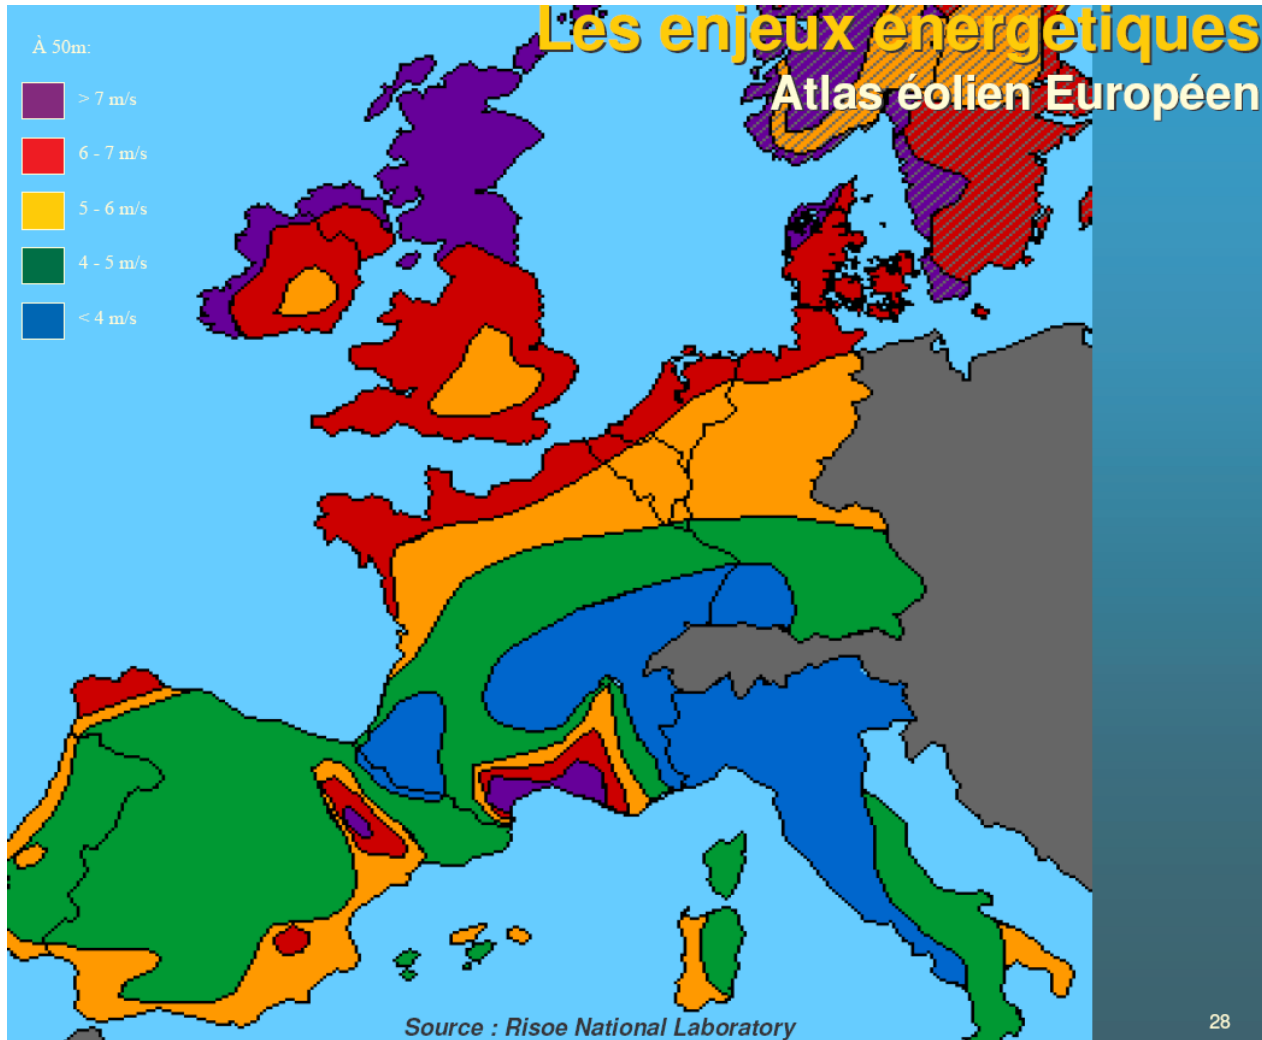 Les enjeux énergétiques
Atlas éolien Européen
À 50m:
> 7 m/s
6 - 7 m/s
5 - 6 m/s
4 - 5 m/s
< 4 m/s
Source : Risoe National Laboratory
28